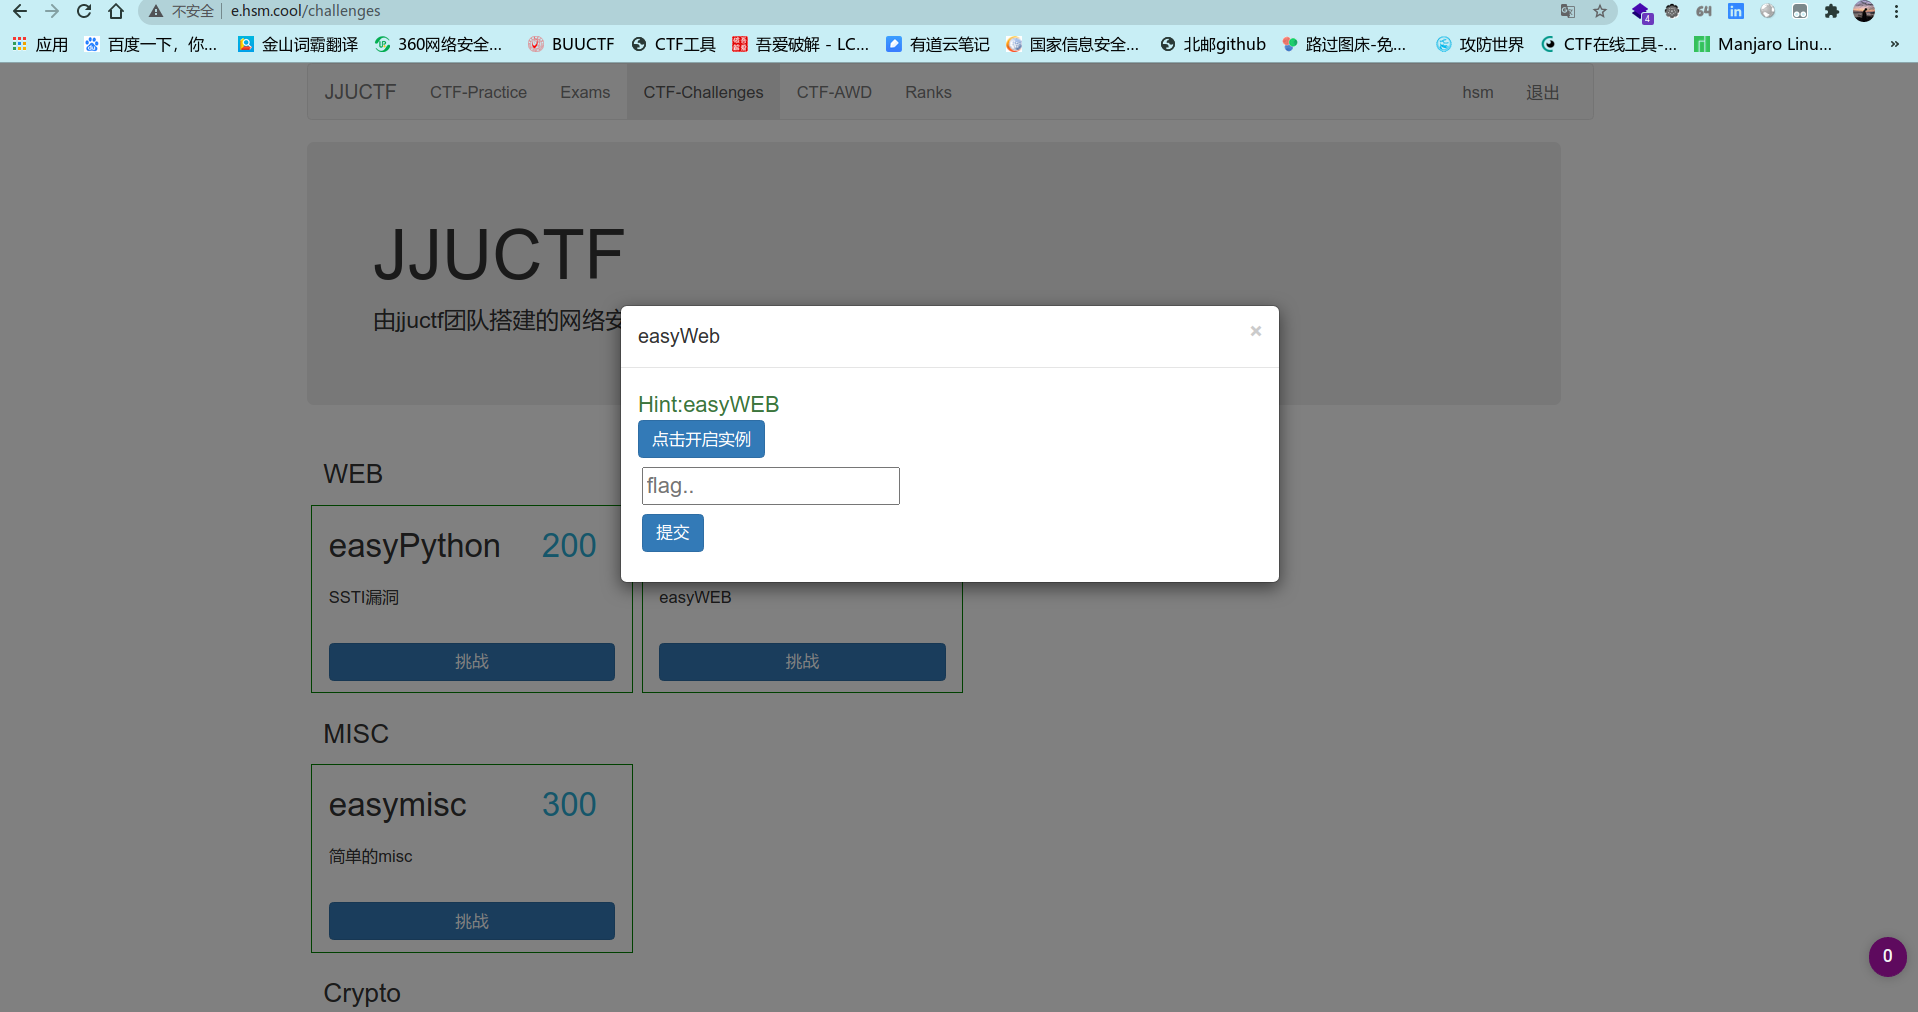 不安全 e.hsm.cool/challenges
4 64 in
应用 百度一下，你... 金山词霸翻译 360网络安全... BUUCTF CTF工具 吾爱破解 - LC... 有道云笔记 国家信息安全... 北邮github 路过图床-免... 攻防世界 CTF在线工具-... Manjaro Linu... »
JJUCTF CTF-Practice Exams CTF-Challenges CTF-AWD Ranks hsm 退出
JJUCTF
由jjuctf团队搭建的网络安
easyWeb ×
Hint:easyWEB
点击开启实例
flag..
提交
WEB
easyPython 200
SSTI漏洞 easyWEB
挑战 挑战
MISC
easymisc 300
简单的misc
挑战
0
Crypto